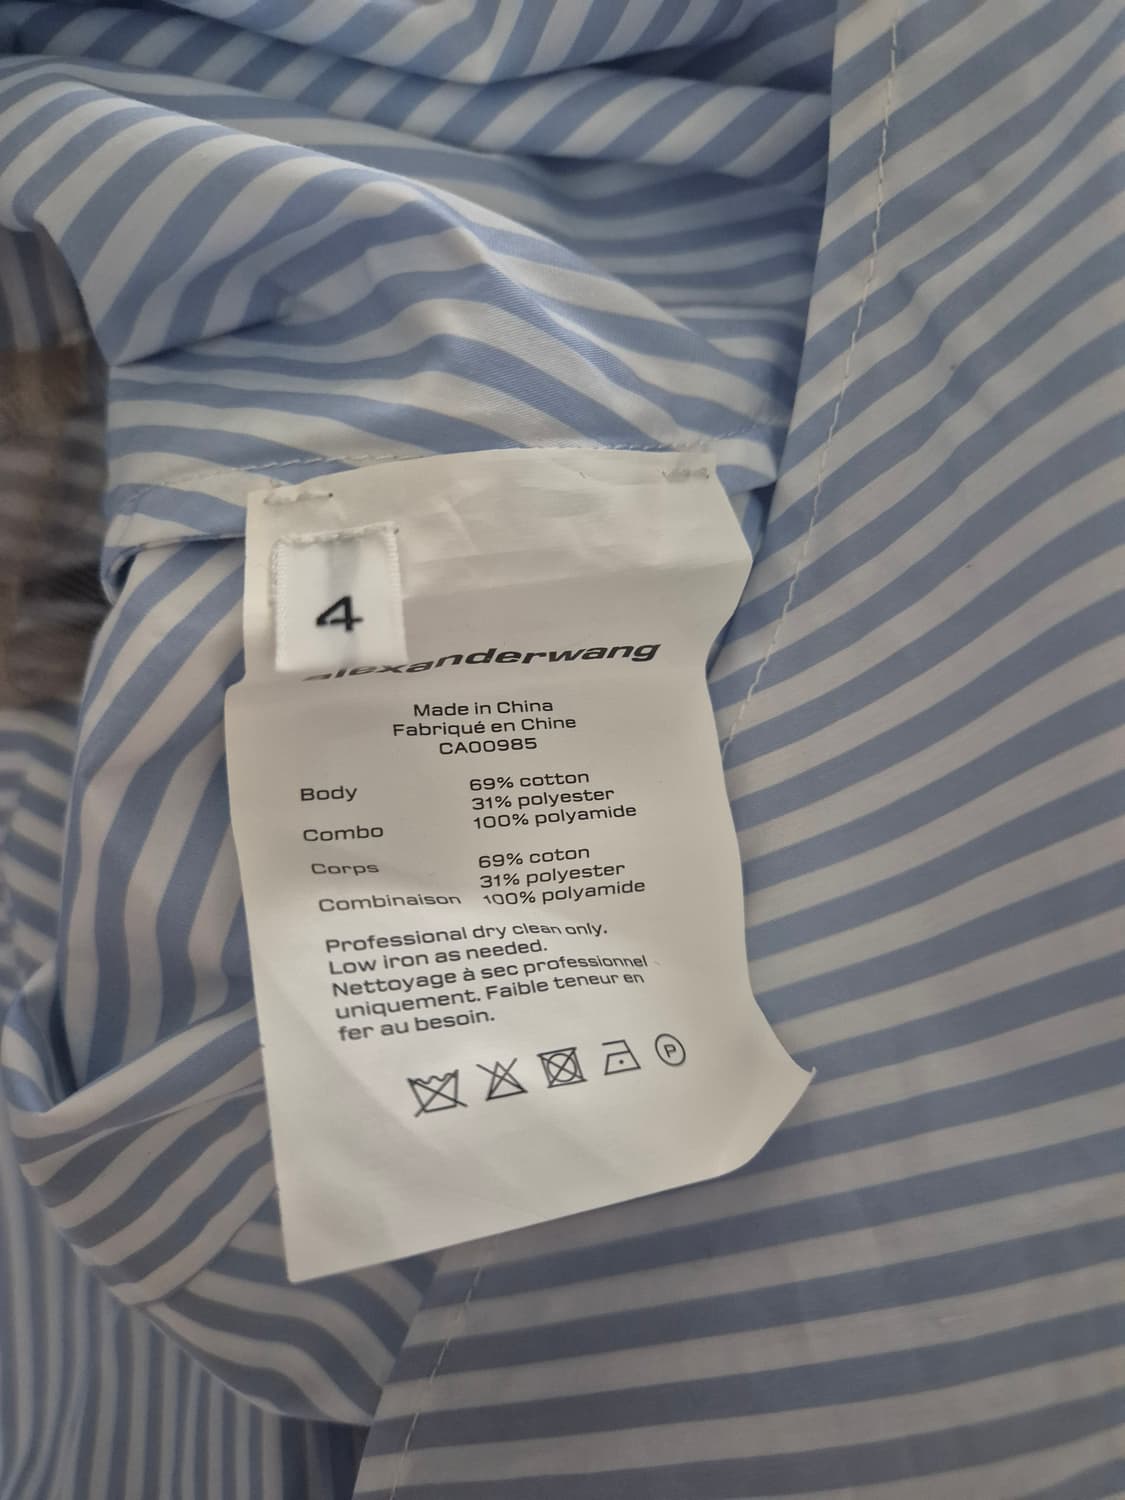 4
alexanderwang
Made in China
Fabriqué en Chine
CA00985
Body 69% cotton
31% polyester
Combo 100% polyamide
Corps 69% coton
31% polyester
Combinaison 100% polyamide
Professional dry clean only.
Low iron as needed.
Nettoyage à sec professionnel
uniquement. Faible teneur en
fer au besoin.
P